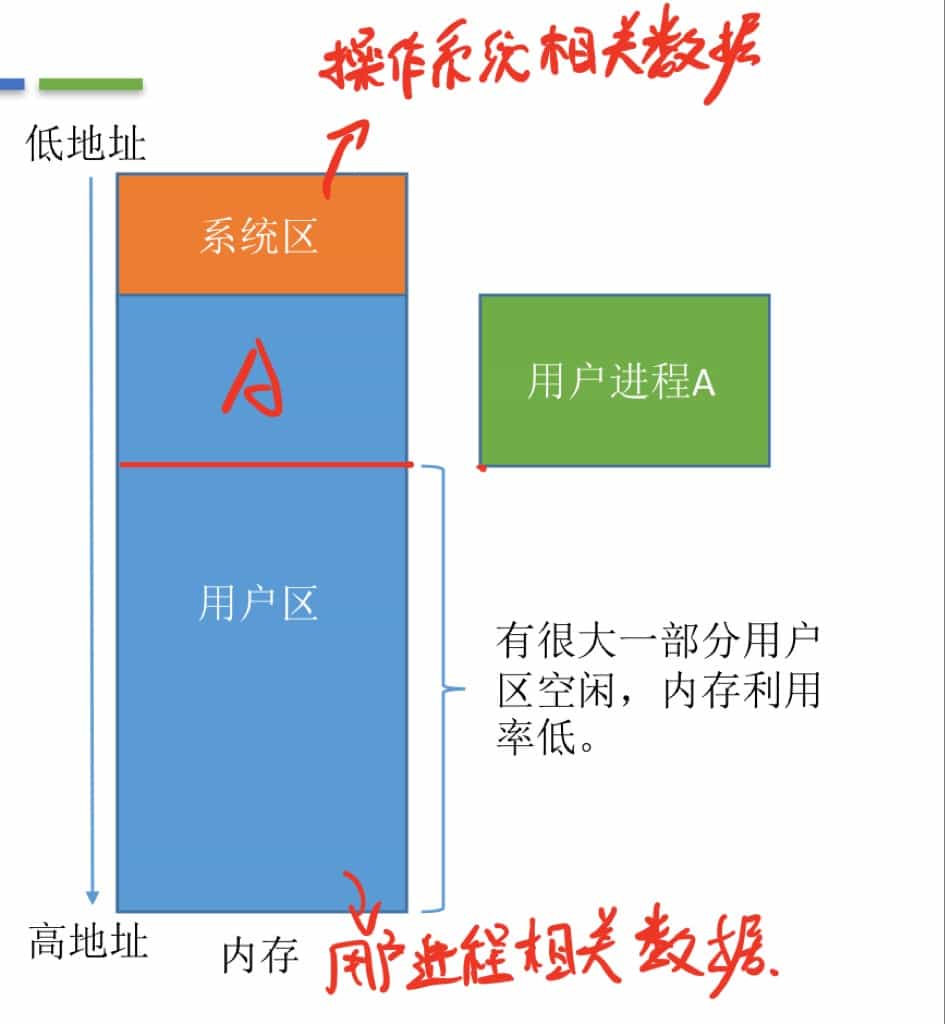 操作系统相关数据
低地址
系统区
A
用户进程A
用户区
有很大一部分用户
区空闲，内存利用
率低。
高地址
内存
用户进程相关数据.